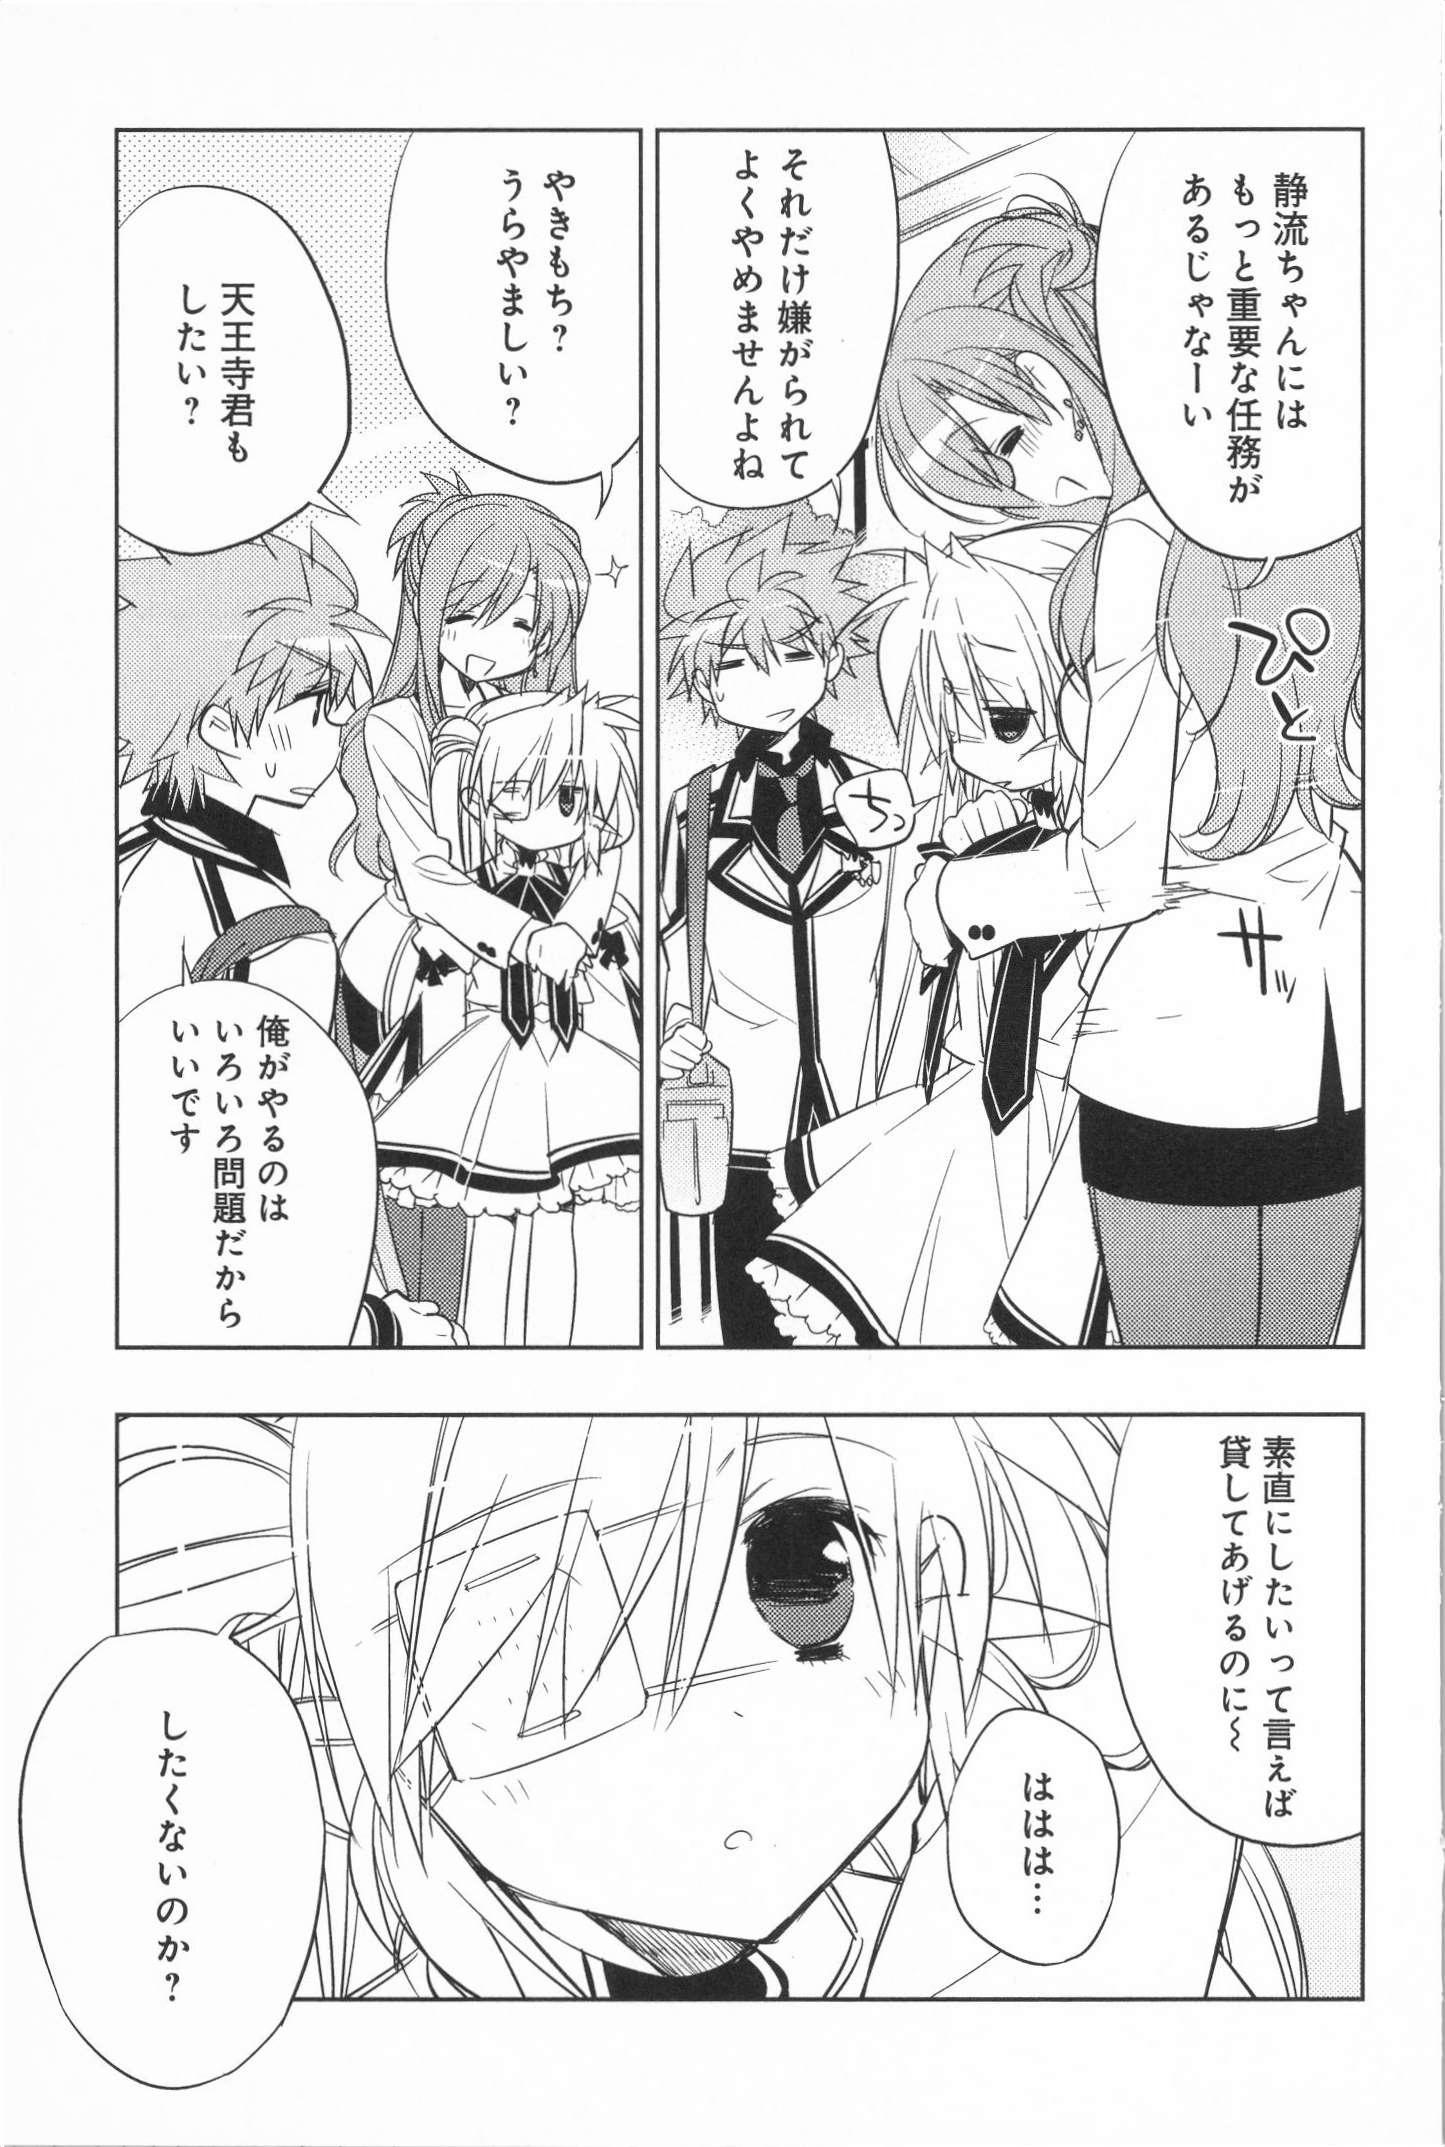 静流ちゃんには
もっと重要な任務が
あるじゃなーい
ぴと
サッ
ちっ
それだけ嫌がられて
よくやめませんよね
やきもち？
うらやましい？
天王寺君も
したい？
俺がやるのは
いろいろ問題だから
いいです
素直にしたいって言えば
貸してあげるのに～
ははは…
したくないのか？